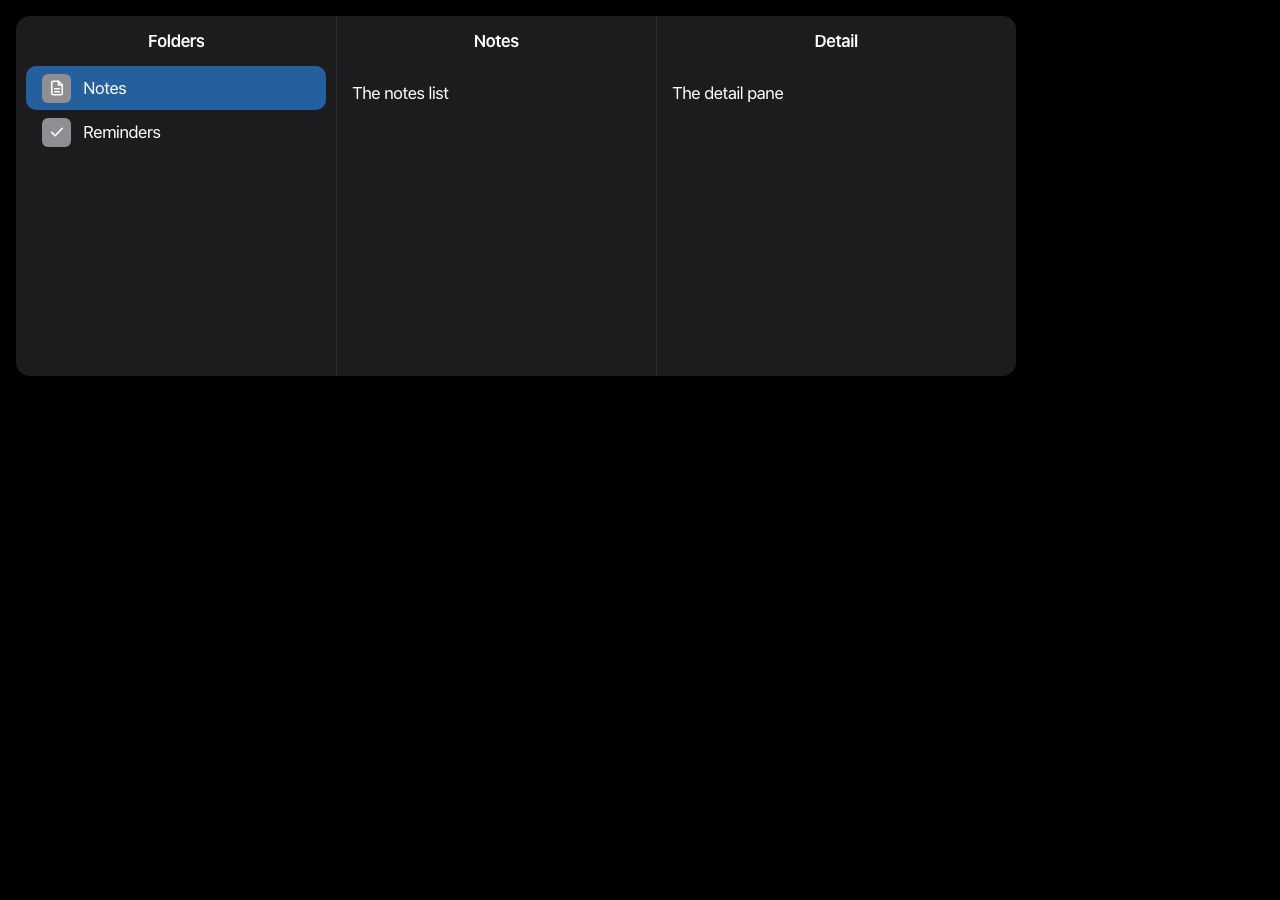 Folders
Notes
Reminders
Notes
The notes list
Detail
The detail pane